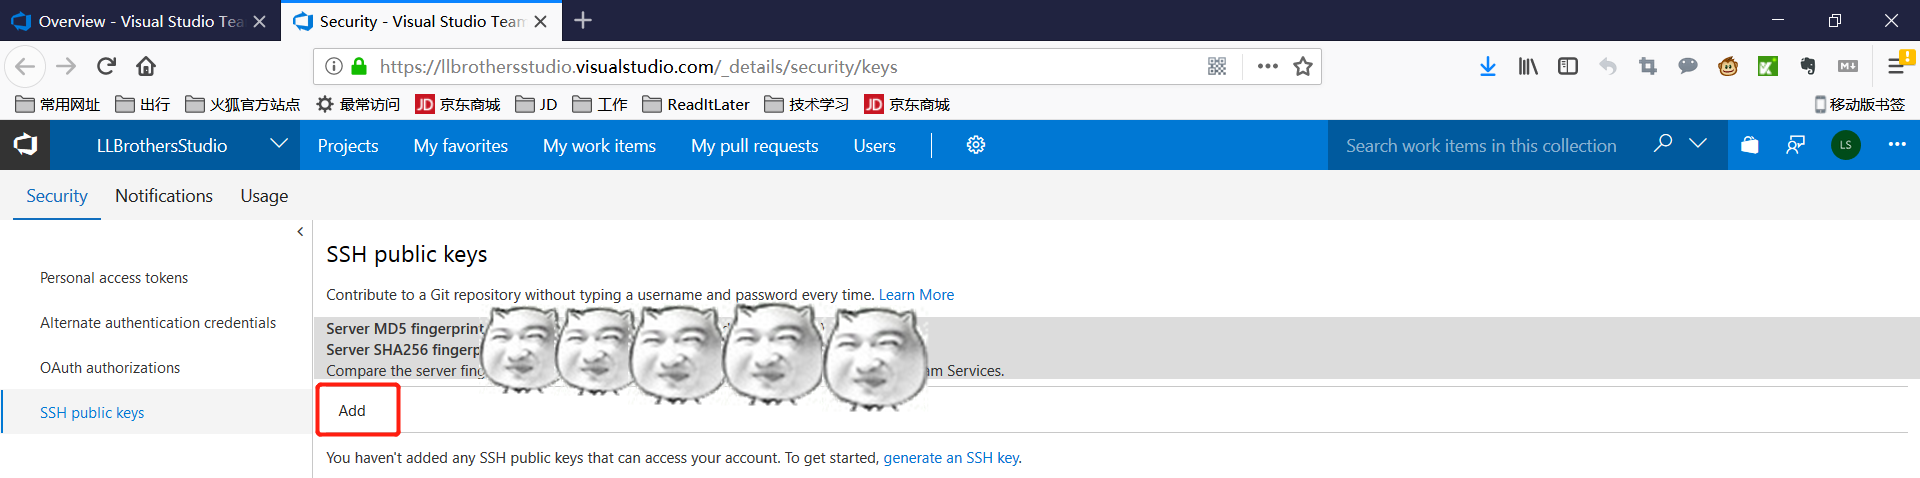 Overview - Visual Studio Tea
Security - Visual Studio Team
https://llbrothersstudio.visualstudio.com/_details/security/keys
常用网址 出行 火狐官方站点 最常访问 JD 京东商城 JD 工作 ReadItLater 技术学习 JD 京东商城 移动版书签
LLBrothersStudio Projects My favorites My work items My pull requests Users Search work items in this collection LS
Security Notifications Usage
SSH public keys
Personal access tokens
Contribute to a Git repository without typing a username and password every time. Learn More
Alternate authentication credentials
Server MD5 fingerprint
Server SHA256 fingerp
OAuth authorizations
Compare the server fing m Services.
SSH public keys
Add
You haven't added any SSH public keys that can access your account. To get started, generate an SSH key.